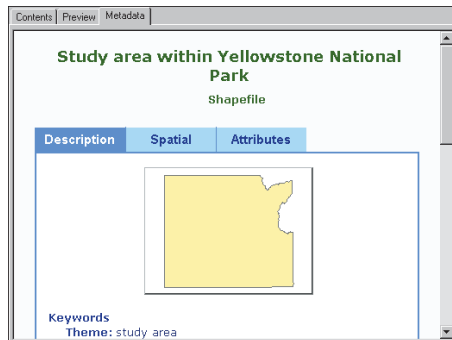 Contents Preview Metadata
Study area within Yellowstone National
Park
Shapefile
Description Spatial Attributes
Keywords
Theme: study area